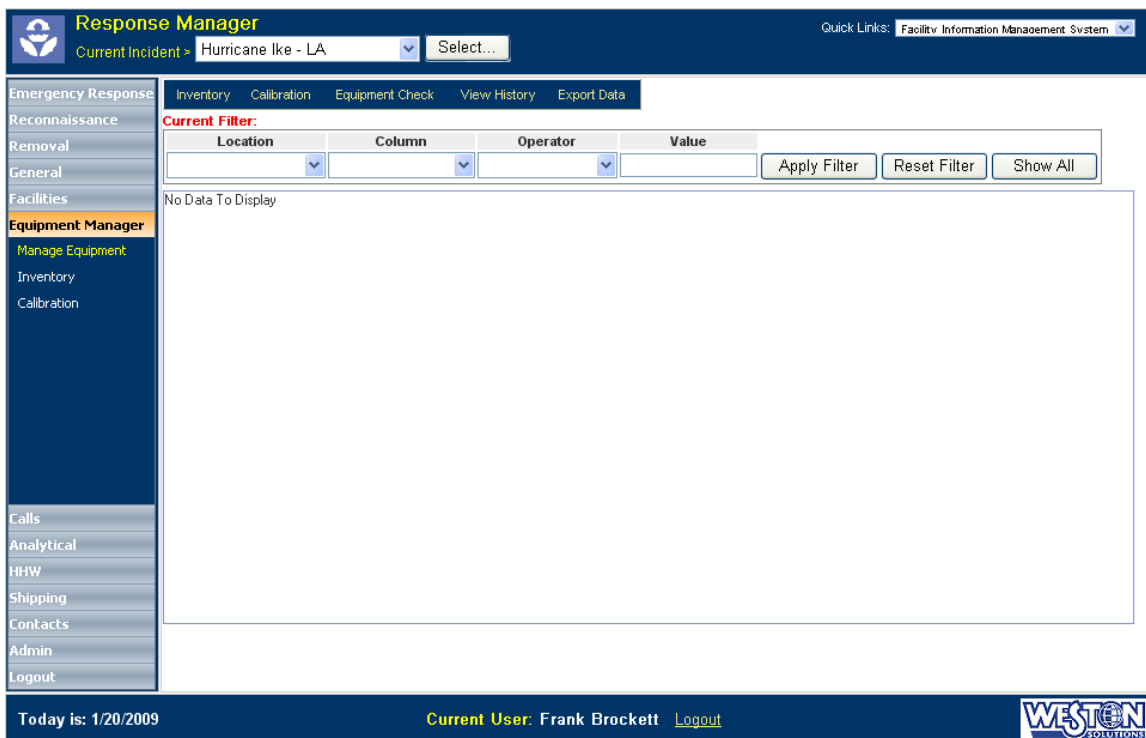 Response Manager
Current Incident > Hurricane Ike - LA Select...
Quick Links: Facility Information Management System
Emergency Response
Reconnaissance
Removal
General
Facilities
Equipment Manager
Manage Equipment
Inventory
Calibration
Calls
Analytical
HHW
Shipping
Contacts
Admin
Logout
Inventory Calibration Equipment Check View History Export Data
Current Filter:
Location Column Operator Value
Apply Filter Reset Filter Show All
No Data To Display
Today is: 1/20/2009 Current User: Frank Brockett Logout
WESTON
SOLUTIONS